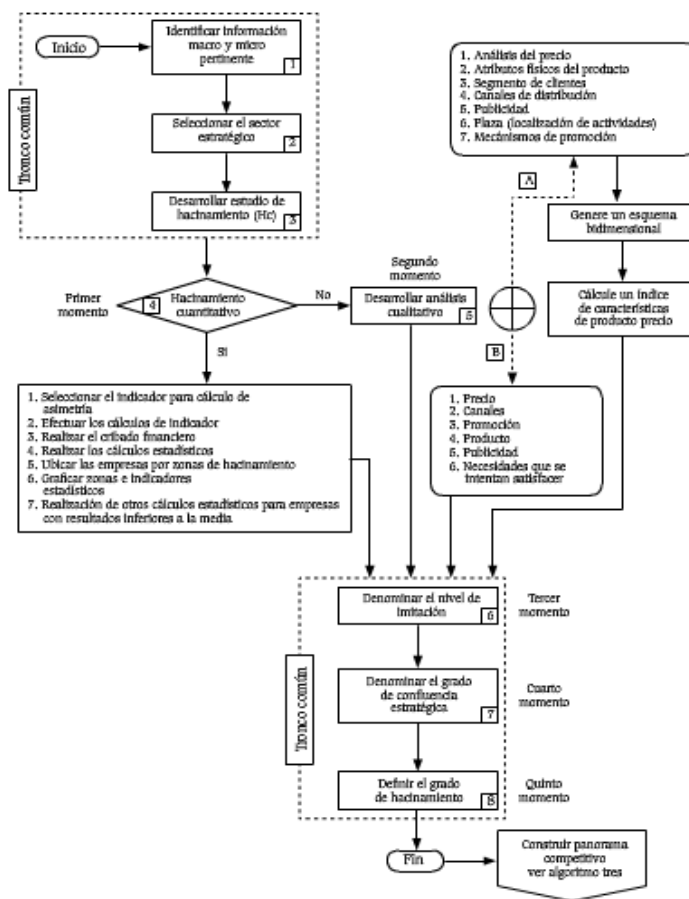 Inicio
Identificar información
macro y micro
pertinente
1
Seleccionar el sector
estratégico
2
Desarrollar estudio de
hacinamiento (Hc)
3
Tronco común
1. Análisis del precio
2. Atributos físicos del producto
3. Segmento de clientes
4. Canales de distribución
5. Publicidad
6. Plaza (localización de actividades)
7. Mecánismos de promoción
A
Genere un esquema
bidimensional
Cálcule un índice
de características
de producto precio
Primer
momento
4
Hacinamiento
cuantitativo
No
Si
Segundo
momento
Desarrollar análisis
cualitativo
5
B
1. Precio
2. Canales
3. Promoción
4. Producto
5. Publicidad
6. Necesidades que se
intentan satisfacer
1. Seleccionar el indicador para cálculo de
asimetría
2. Efectuar los cálculos de indicador
3. Realizar el cribado financiero
4. Realizar los cálculos estadísticos
5. Ubicar las empresas por zonas de hacinamiento
6. Graficar zonas e indicadores
estadísticos
7. Realización de otros cálculos estadísticos para empresas
con resultados inferiores a la media
Tronco común
Denominar el nivel de
imitación
6
Tercer
momento
Denominar el grado
de confluencia
estratégica
7
Cuarto
momento
Definir el grado
de hacinamiento
8
Quinto
momento
Fin
Construir panorama
competitivo
ver algoritmo tres